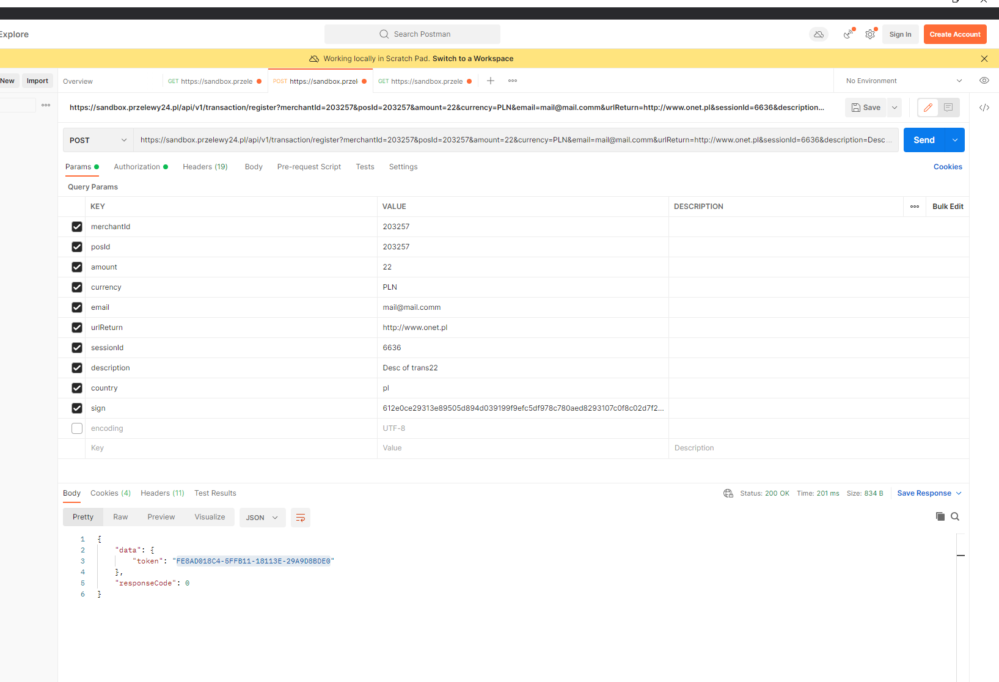 Explore
Search Postman
Sign In
Create Account
Working locally in Scratch Pad. Switch to a Workspace
New
Import
Overview
GET https://sandbox.przele
POST https://sandbox.przel
GET https://sandbox.przele
No Environment
https://sandbox.przelewy24.pl/api/v1/transaction/register?merchantId=203257&posId=203257&amount=22&currency=PLN&email=mail@mail.comm&urlReturn=http://www.onet.pl&sessionId=6636&description...
Save
</>
POST
https://sandbox.przelewy24.pl/api/v1/transaction/register?merchantId=203257&posId=203257&amount=22&currency=PLN&email=mail@mail.comm&urlReturn=http://www.onet.pl&sessionId=6636&description=Desc...
Send
Params
Authorization
Headers (19)
Body
Pre-request Script
Tests
Settings
Cookies
Query Params
KEY VALUE DESCRIPTION Bulk Edit
merchantId 203257
posId 203257
amount 22
currency PLN
email mail@mail.comm
urlReturn http://www.onet.pl
sessionId 6636
description Desc of trans22
country pl
sign 612e0ce29313e89505d894d039199f9efc5df978c780aed8293107c0f8c02d7f2...
encoding UTF-8
Key Value Description
Body
Cookies (4)
Headers (11)
Test Results
Status: 200 OK
Time: 201 ms
Size: 834 B
Save Response
Pretty
Raw
Preview
Visualize
JSON
1 {
2 "data": {
3 "token": "FE8AD018C4-5FFB11-18113E-29A9D8BDE0"
4 },
5 "responseCode": 0
6 }